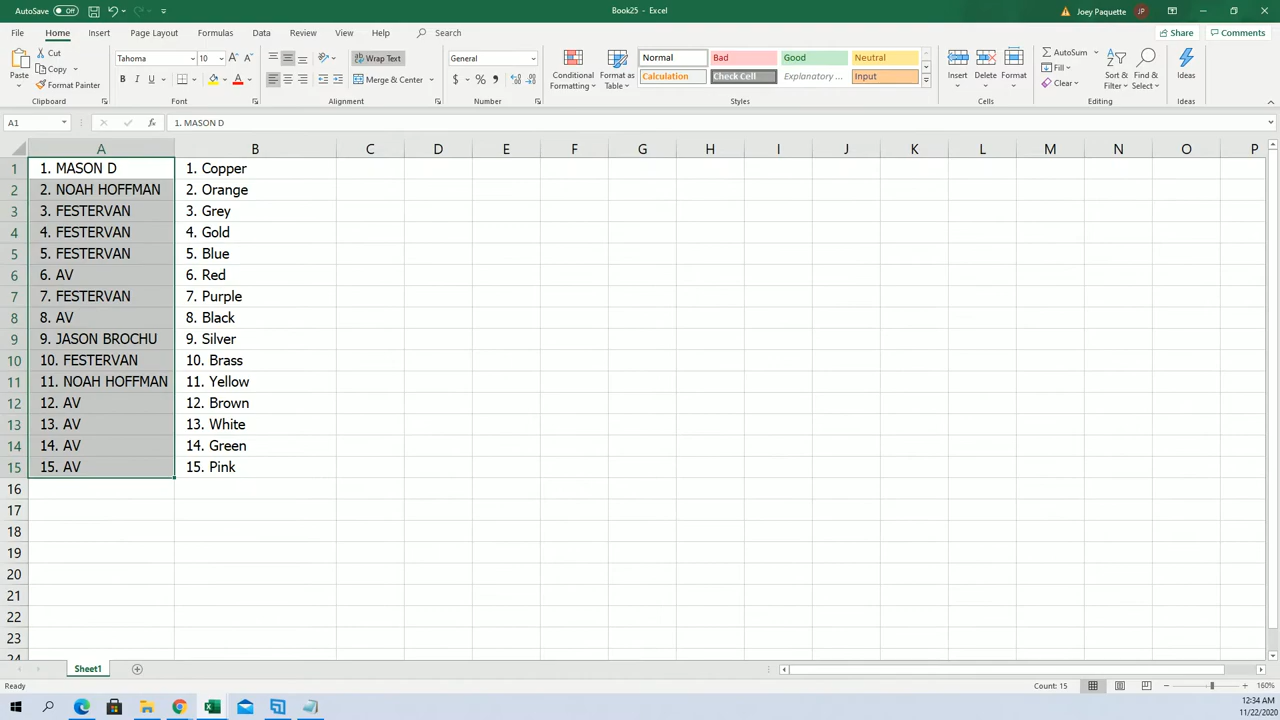 AutoSave Off Book25 - Excel Joey Paquette JP
File Home Insert Page Layout Formulas Data Review View Help Search Share Comments
Paste Cut Copy Format Painter Clipboard
Tahoma 10 B I U Font
Wrap Text Merge & Center Alignment
General $ % Number
Conditional Formatting Format as Table
Normal Bad Good Neutral
Calculation Check Cell Explanatory ... Input
Styles
Insert Delete Format Cells
AutoSum Fill Clear Sort & Filter Find & Select Editing
Ideas Ideas
A1 fx 1. MASON D
A B C D E F G H I J K L M N O P
1 1. MASON D 1. Copper
2 2. NOAH HOFFMAN 2. Orange
3 3. FESTERVAN 3. Grey
4 4. FESTERVAN 4. Gold
5 5. FESTERVAN 5. Blue
6 6. AV 6. Red
7 7. FESTERVAN 7. Purple
8 8. AV 8. Black
9 9. JASON BROCHU 9. Silver
10 10. FESTERVAN 10. Brass
11 11. NOAH HOFFMAN 11. Yellow
12 12. AV 12. Brown
13 13. AV 13. White
14 14. AV 14. Green
15 15. AV 15. Pink
16
17
18
19
20
21
22
23
24
Sheet1
Ready Count: 15 160%
12:34 AM
11/22/2020